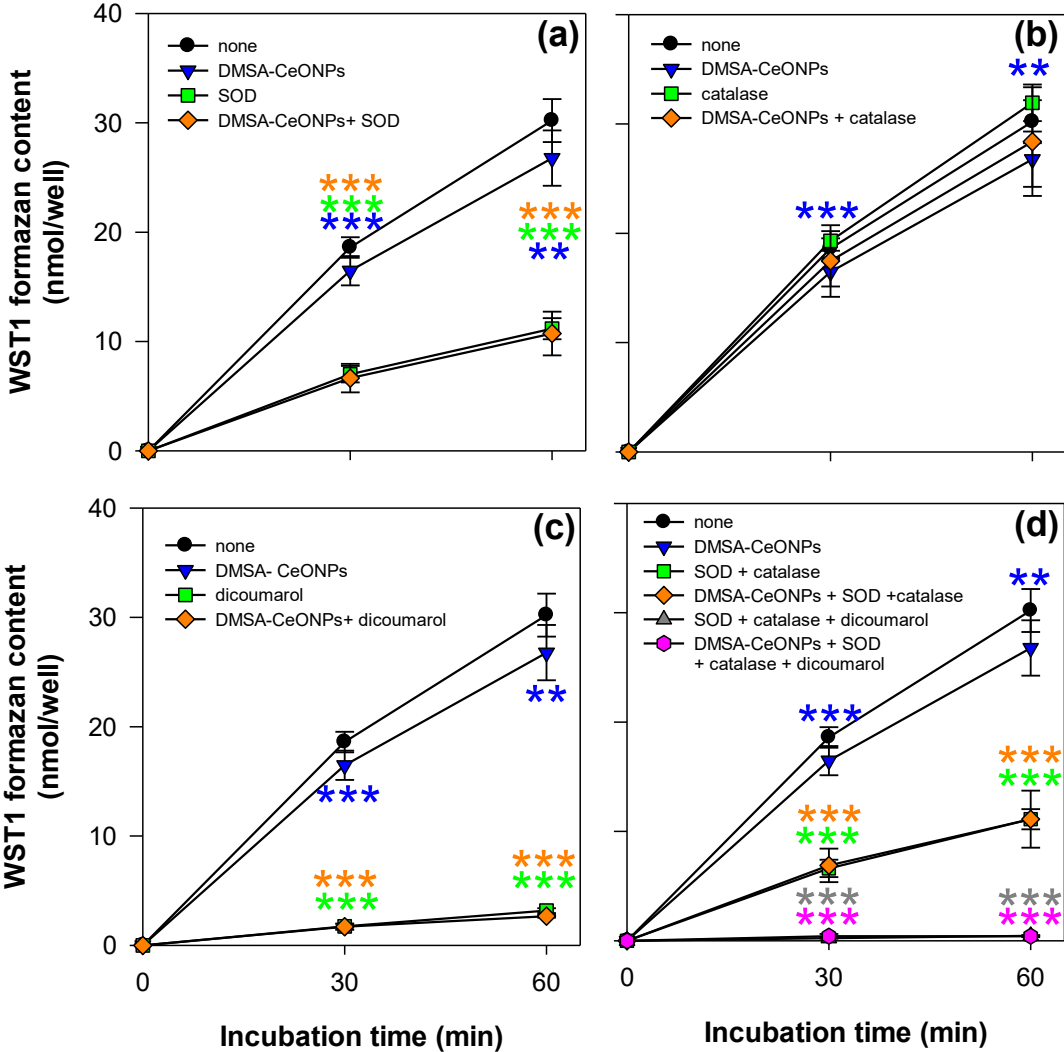 (a)
none
DMSA-CeONPs
SOD
DMSA-CeONPs+ SOD
WST1 formazan content
(nmol/well)
40
30
20
10
0
***
***
***
***
***
**
(b)
none
DMSA-CeONPs
catalase
DMSA-CeONPs + catalase
**
***
(c)
none
DMSA- CeONPs
dicoumarol
DMSA-CeONPs+ dicoumarol
WST1 formazan content
(nmol/well)
40
30
20
10
0
**
***
***
***
***
***
0
30
60
Incubation time (min)
(d)
none
DMSA-CeONPs
SOD + catalase
DMSA-CeONPs + SOD +catalase
SOD + catalase + dicoumarol
DMSA-CeONPs + SOD
+ catalase + dicoumarol
**
***
***
***
***
***
***
***
***
***
0
30
60
Incubation time (min)